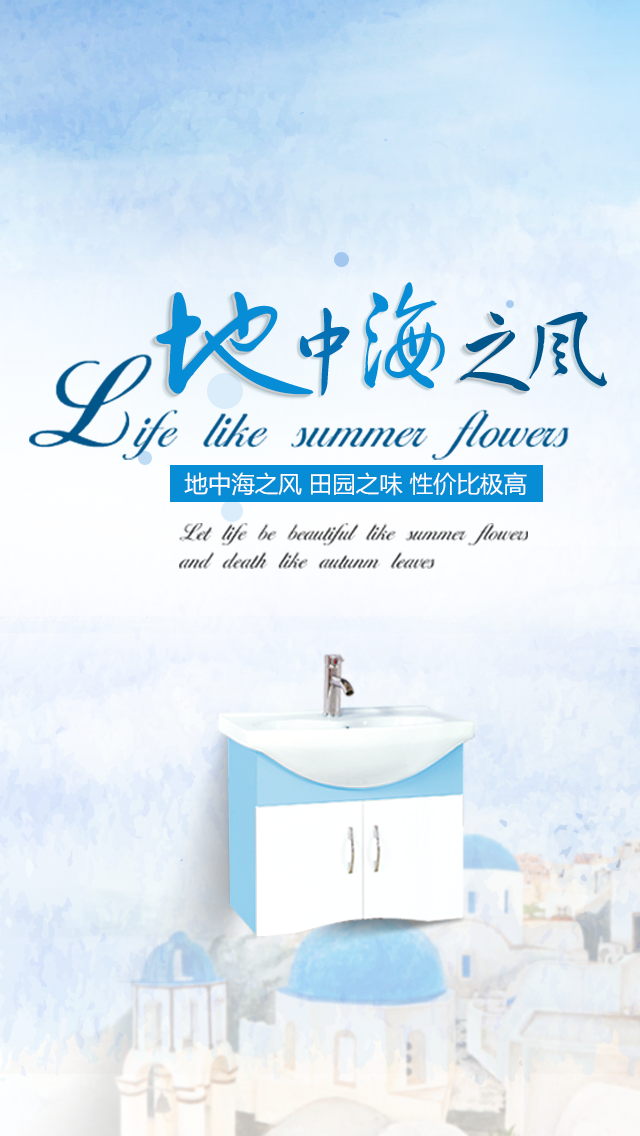 地中海之风
Life like summer flowers
地中海之风 田园之味 性价比极高
Let life be beautiful like summer flowers
and death like autunm leaves